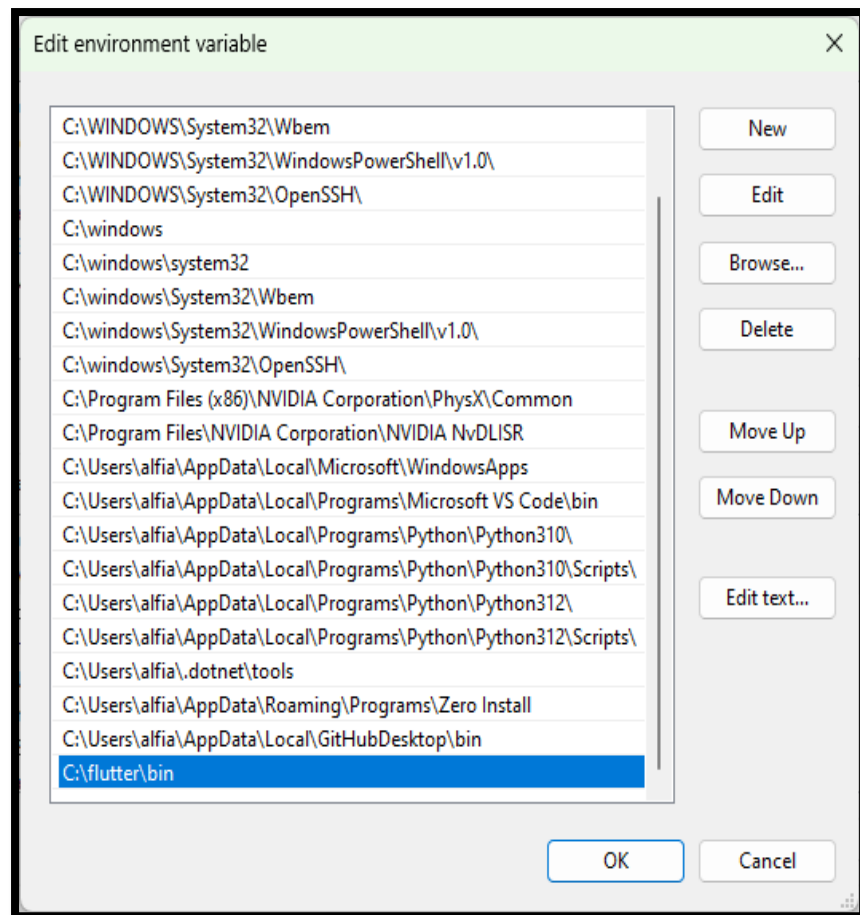 Edit environment variable
C:\WINDOWS\System32\Wbem
C:\WINDOWS\System32\WindowsPowerShell\v1.0\
C:\WINDOWS\System32\OpenSSH\
C:\windows
C:\windows\system32
C:\windows\System32\Wbem
C:\windows\System32\WindowsPowerShell\v1.0\
C:\windows\System32\OpenSSH\
C:\Program Files (x86)\NVIDIA Corporation\PhysX\Common
C:\Program Files\NVIDIA Corporation\NVIDIA NvDLISR
C:\Users\alfia\AppData\Local\Microsoft\WindowsApps
C:\Users\alfia\AppData\Local\Programs\Microsoft VS Code\bin
C:\Users\alfia\AppData\Local\Programs\Python\Python310\
C:\Users\alfia\AppData\Local\Programs\Python\Python310\Scripts\
C:\Users\alfia\AppData\Local\Programs\Python\Python312\
C:\Users\alfia\AppData\Local\Programs\Python\Python312\Scripts\
C:\Users\alfia\.dotnet\tools
C:\Users\alfia\AppData\Roaming\Programs\Zero Install
C:\Users\alfia\AppData\Local\GitHubDesktop\bin
C:\flutter\bin
New
Edit
Browse...
Delete
Move Up
Move Down
Edit text...
OK
Cancel